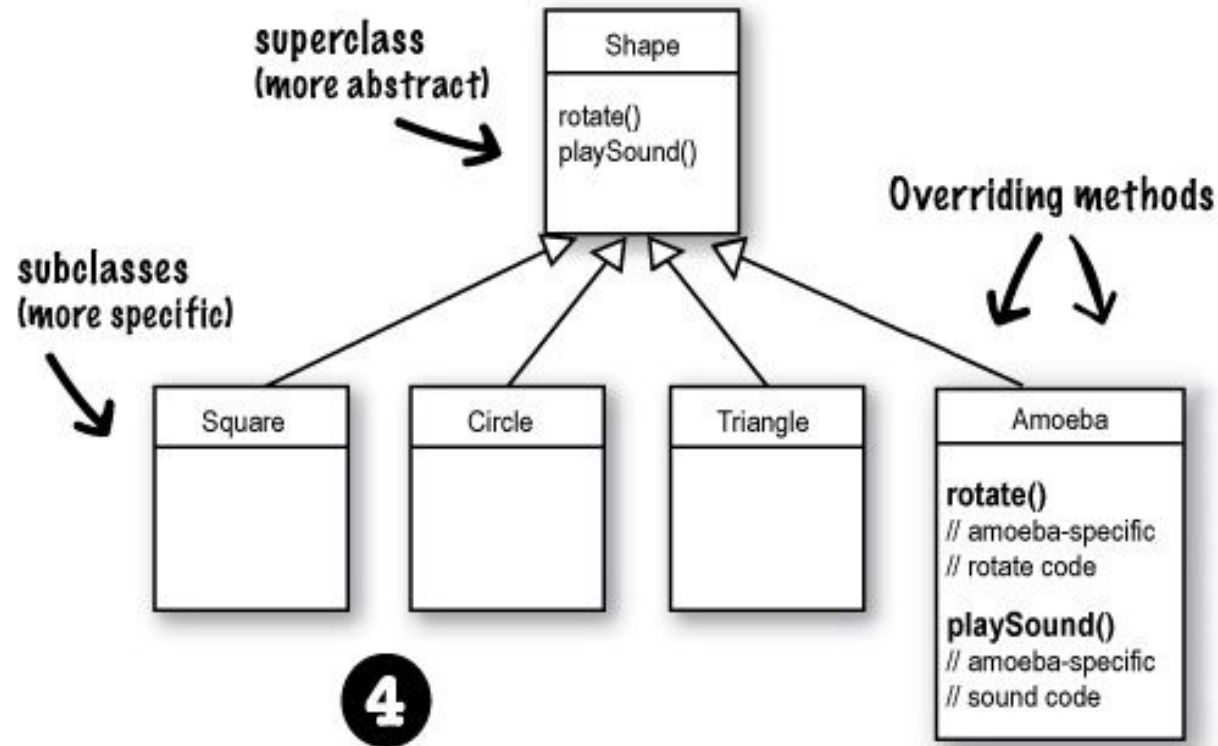 superclass
(more abstract)
Shape
rotate()
playSound()
Overriding methods
subclasses
(more specific)
Square
Circle
Triangle
Amoeba
rotate()
// amoeba-specific
// rotate code
playSound()
// amoeba-specific
// sound code
4